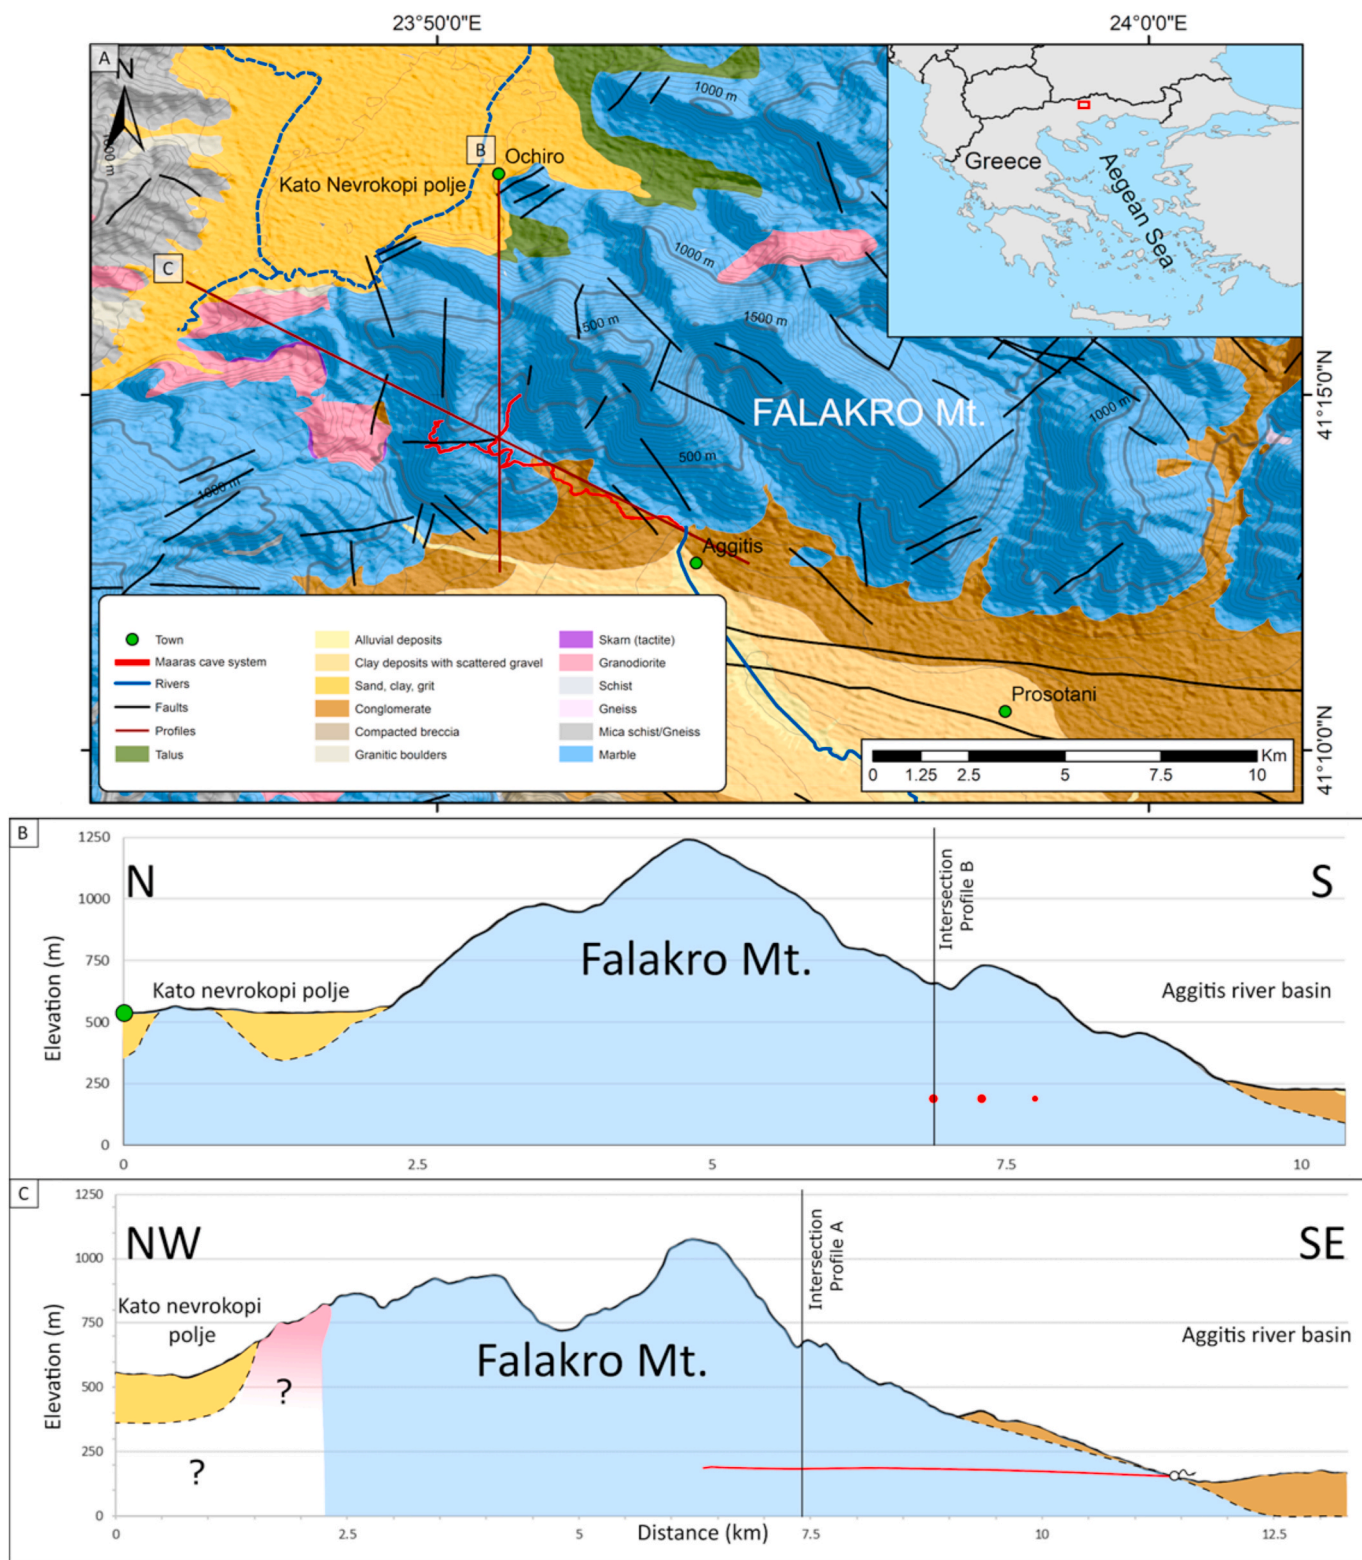 23°50'0"E
24°0'0"E
A
N
1000 m
1000 m
B
Ochiro
Kato Nevrokopi polje
C
1000 m
1500 m
1500 m
Greece
Aegean Sea
FALAKRO Mt.
1000 m
500 m
1000 m
41°15'0"N
Aggitis
Prosotani
41°10'0"N
Town
Maaras cave system
Rivers
Faults
Profiles
Talus
Alluvial deposits
Clay deposits with scattered gravel
Sand, clay, grit
Conglomerate
Compacted breccia
Granitic boulders
Skarn (tactite)
Granodiorite
Schist
Gneiss
Mica schist/Gneiss
Marble
Km
0 1.25 2.5 5 7.5 10
B
1250
1000
750
500
250
0
Elevation (m)
N
S
Kato nevrokopi polje
Falakro Mt.
Intersection
Profile B
Aggitis river basin
0 2.5 5 7.5 10
C
1250
1000
750
500
250
0
Elevation (m)
NW
SE
Kato nevrokopi
polje
?
?
Falakro Mt.
Intersection
Profile A
Aggitis river basin
0 2.5 5 7.5 10 12.5
Distance (km)